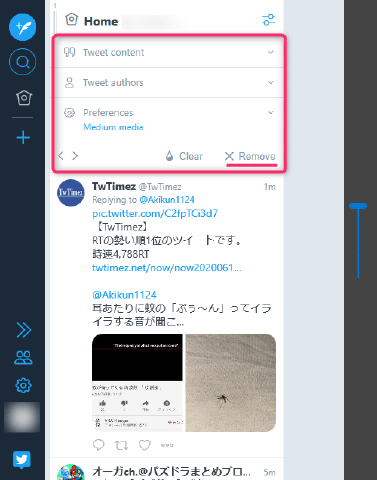 1
Home
Tweet content
Tweet authors
Preferences
Medium media
Clear
Remove
TwTimez @TwTimez 1m
Replying to @Akikun1124
pic.twitter.com/C2fpTCi3d7
【TwTimez】
RTの勢い順1位のツイートです。
時速4,788RT
twtimez.net/now/now2020061...
@Akikun1124
耳あたりに蚊の「ぶぅ～ん」ってイラ
イラする音が聞こ...
オーガch.@パズドラまとめブロ... 5m